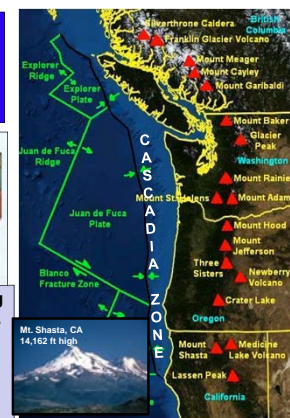 Silverthrone Caldera
British
Columbia
Franklin Glacier Volcano
Mount Meager
Mount Cayley
Mount Garibaldi
Explorer
Ridge
Explorer
Plate
Mount Baker
Glacier
Peak
Washington
Juan de Fuca
Ridge
Mount Rainie
Mount St. Helens
Mount Adam
Juan de Fuca
Plate
CASCADIA ZONE
Mount Hood
Mount
Jefferson
Three
Sisters
Newberry
Volcano
Blanco
Fracture Zone
Crater Lake
Oregon
Mt. Shasta, CA
14,162 ft high
Mount
Shasta
Medicine
Lake Volcano
Lassen Peak
California